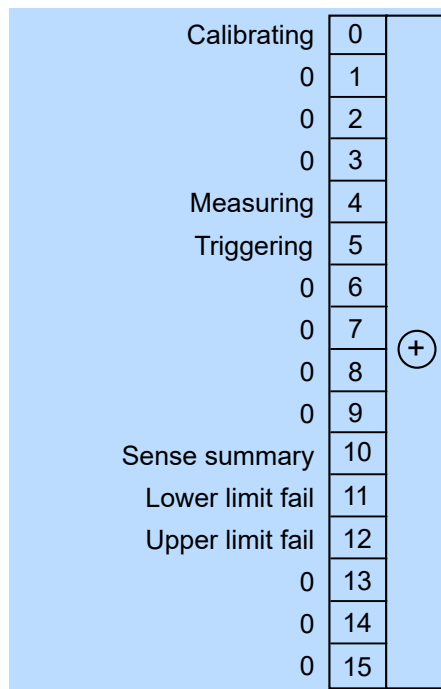 Calibrating 0
0 1
0 2
0 3
Measuring 4
Triggering 5
0 6
0 7
0 8
0 9
Sense summary 10
Lower limit fail 11
Upper limit fail 12
0 13
0 14
0 15
+